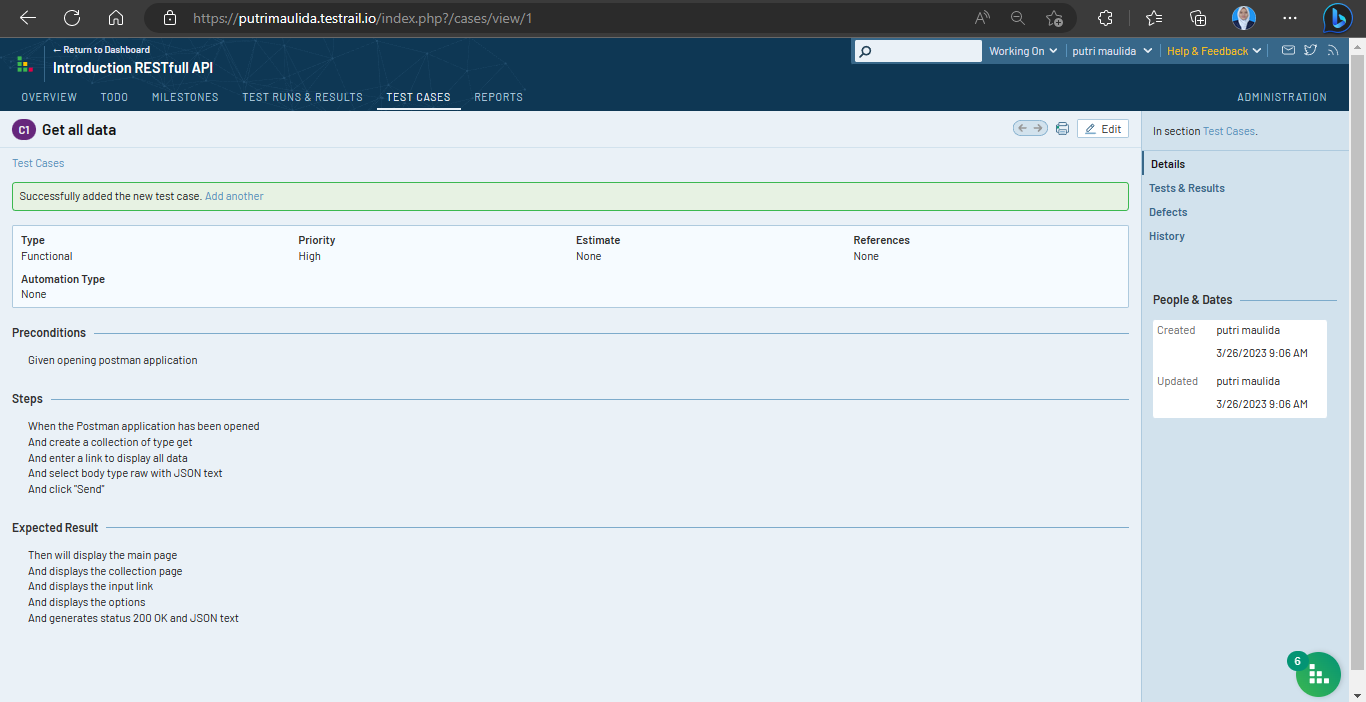 https://putrimaulida.testrail.io/index.php?/cases/view/1
← Return to Dashboard
Introduction RESTfull API
Working On
putri maulida
Help & Feedback
OVERVIEW TODO MILESTONES TEST RUNS & RESULTS TEST CASES REPORTS ADMINISTRATION
C1 Get all data
Edit
In section Test Cases.
Test Cases
Successfully added the new test case. Add another
Type
Functional
Priority
High
Estimate
None
References
None
Automation Type
None
Preconditions
Given opening postman application
Steps
When the Postman application has been opened
And create a collection of type get
And enter a link to display all data
And select body type raw with JSON text
And click "Send"
Expected Result
Then will display the main page
And displays the collection page
And displays the input link
And displays the options
And generates status 200 OK and JSON text
Details
Tests & Results
Defects
History
People & Dates
Created putri maulida
3/26/2023 9:06 AM
Updated putri maulida
3/26/2023 9:06 AM
6